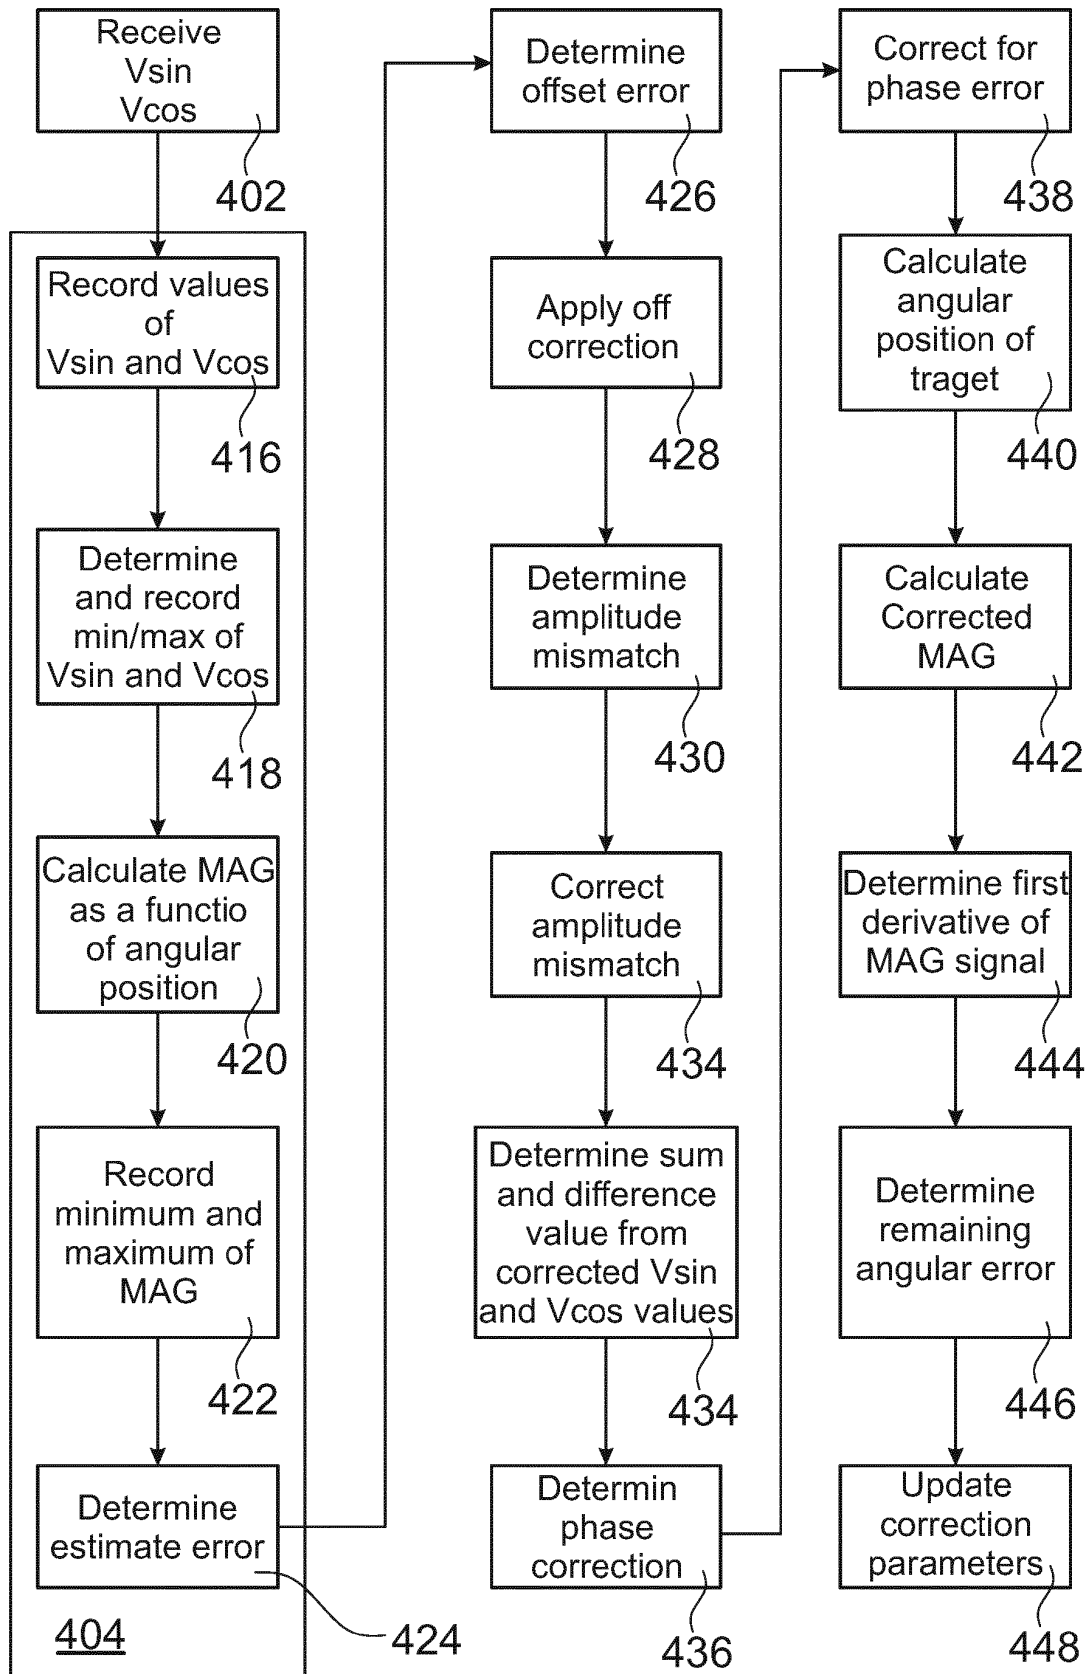 Receive
Vsin
Vcos
402
Record values
of
Vsin and Vcos
416
Determine
and record
min/max of
Vsin and Vcos
418
Calculate MAG
as a functio
of angular
position
420
Record
minimum and
maximum of
MAG
422
Determine
estimate error
424
404
Determine
offset error
426
Apply off
correction
428
Determine
amplitude
mismatch
430
Correct
amplitude
mismatch
434
Determine sum
and difference
value from
corrected Vsin
and Vcos values
434
Determin
phase
correction
436
Correct for
phase error
438
Calculate
angular
position of
traget
440
Calculate
Corrected
MAG
442
Determine first
derivative of
MAG signal
444
Determine
remaining
angular error
446
Update
correction
parameters
448